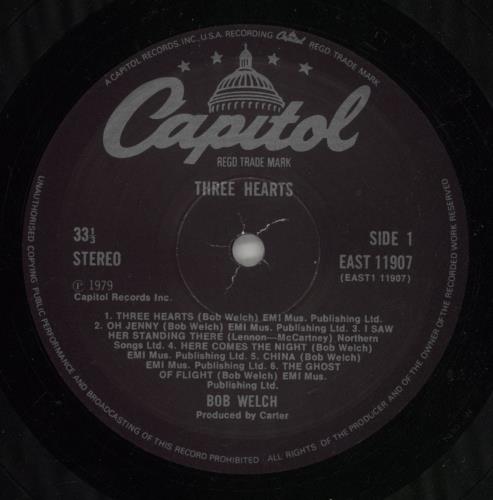 A CAPITOL RECORDS, INC., U.S.A. RECORDING Capitol REGD. TRADE MARK
Capitol
REGD TRADE MARK
THREE HEARTS
33⅓
STEREO
SIDE 1
EAST 11907
(EAST1 11907)
Ⓟ 1979
Capitol Records Inc.
1. THREE HEARTS (Bob Welch) EMI Mus. Publishing Ltd.
2. OH JENNY (Bob Welch) EMI Mus. Publishing Ltd. 3. I SAW
HER STANDING THERE (Lennon—McCartney) Northern
Songs Ltd. 4. HERE COMES THE NIGHT (Bob Welch) EMI
Mus. Publishing Ltd. 5. CHINA (Bob Welch)
EMI Mus. Publishing Ltd. 6. THE GHOST
OF FLIGHT (Bob Welch) EMI Mus.
Publishing Ltd.
BOB WELCH
Produced by Carter
UNAUTHORISED COPYING PUBLIC PERFORMANCE AND BROADCASTING OF THIS RECORD PROHIBITED . ALL RIGHTS OF THE PRODUCER AND OF THE OWNER OF THE RECORDED WORK RESERVED